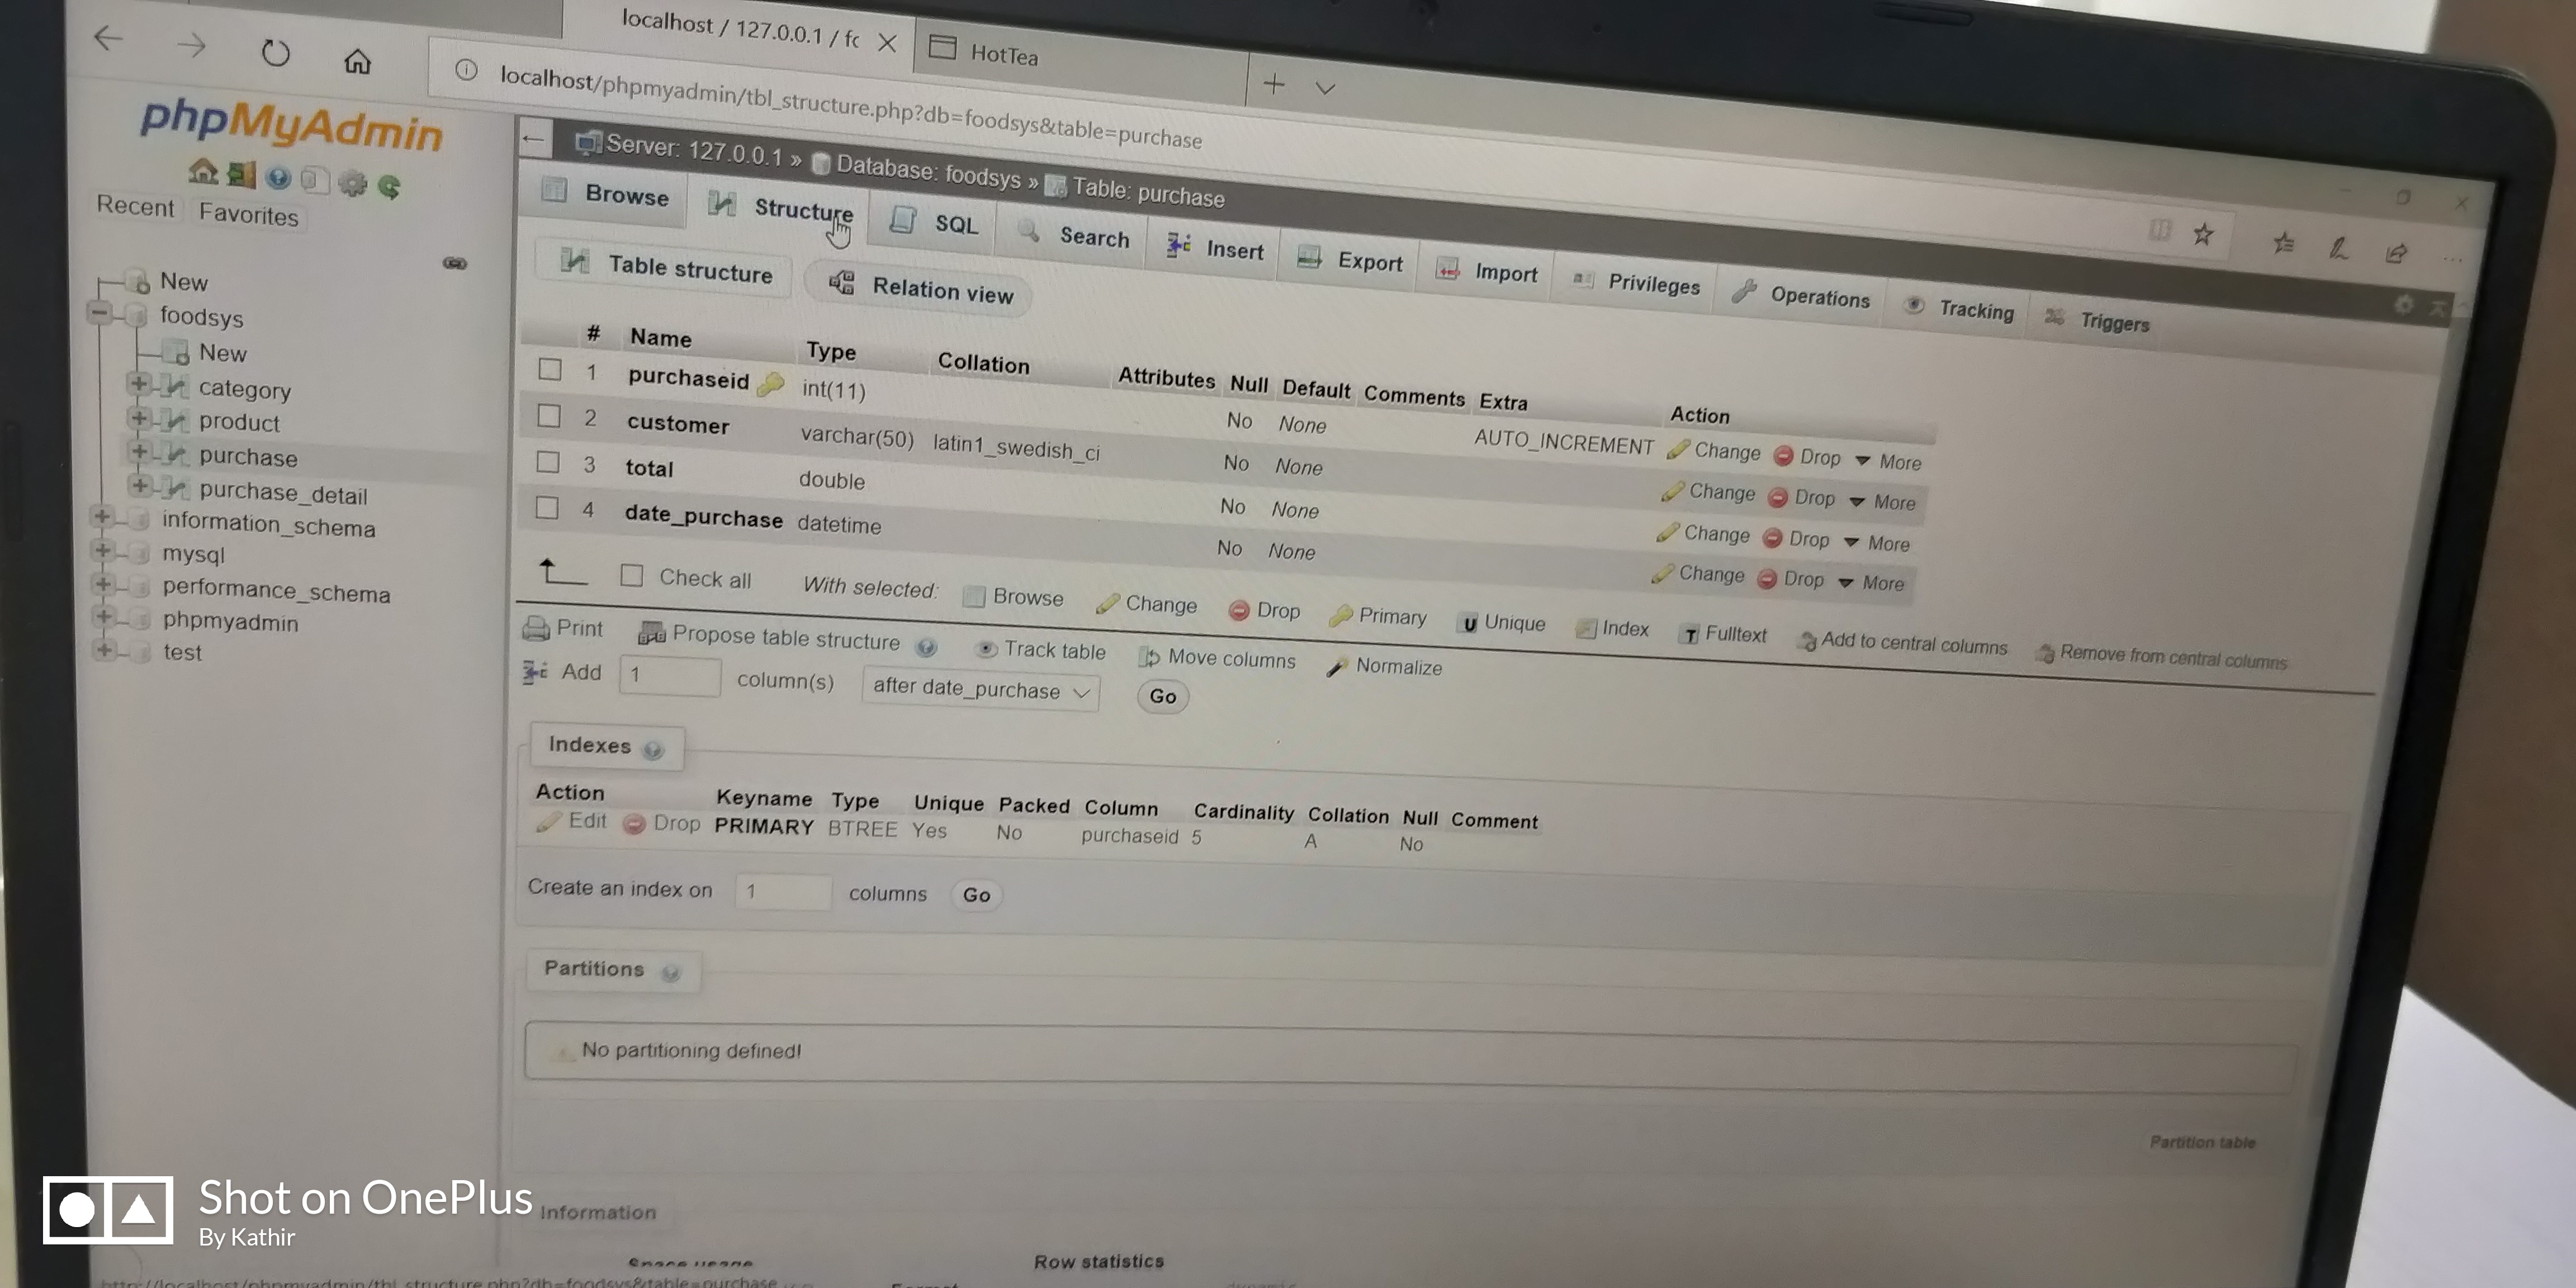 localhost / 127.0.0.1 / fc
HotTea
localhost/phpmyadmin/tbl_structure.php?db=foodsys&table=purchase
phpMyAdmin
Recent Favorites
New
foodsys
New
category
product
purchase
purchase_detail
information_schema
mysql
performance_schema
phpmyadmin
test
Server: 127.0.0.1 » Database: foodsys » Table: purchase
Browse Structure SQL Search Insert Export Import Privileges Operations Tracking Triggers
Table structure Relation view
# Name Type Collation Attributes Null Default Comments Extra Action
1 purchaseid int(11) No None AUTO_INCREMENT Change Drop More
2 customer varchar(50) latin1_swedish_ci No None Change Drop More
3 total double No None Change Drop More
4 date_purchase datetime No None Change Drop More
Check all With selected: Browse Change Drop Primary Unique Index Fulltext Add to central columns Remove from central columns
Print Propose table structure Track table Move columns Normalize
Add 1 column(s) after date_purchase Go
Indexes
Action Keyname Type Unique Packed Column Cardinality Collation Null Comment
Edit Drop PRIMARY BTREE Yes No purchaseid 5 A No
Create an index on 1 columns Go
Partitions
No partitioning defined!
Partition table
Information
Row statistics
http://localhost/phpmyadmin/tbl_structure.php?db=foodsys&table=purchase
Shot on OnePlus
By Kathir